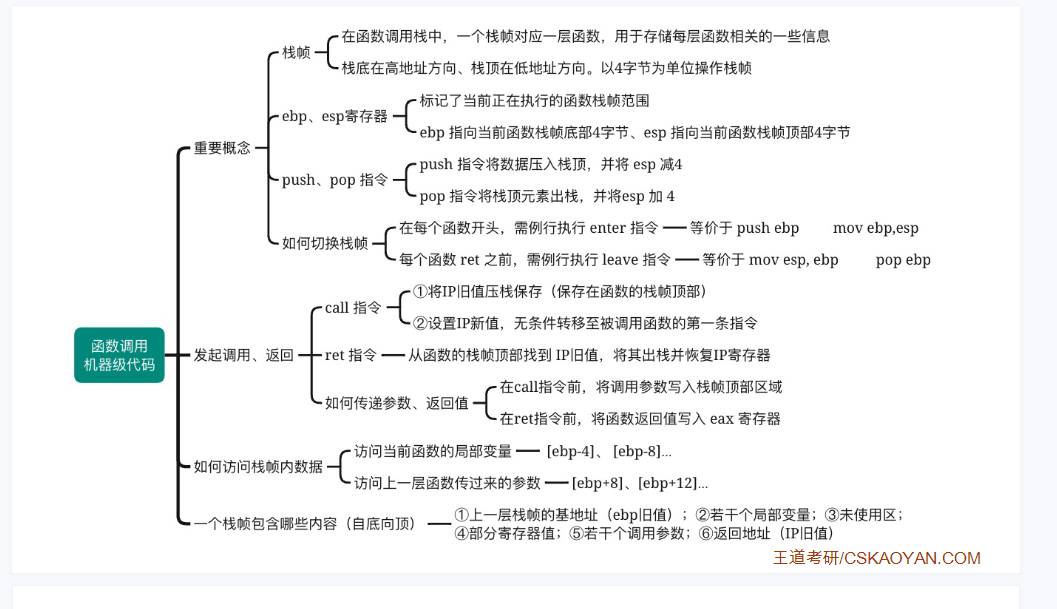 栈帧
在函数调用栈中，一个栈帧对应一层函数，用于存储每层函数相关的一些信息
栈底在高地址方向、栈顶在低地址方向。以4字节为单位操作栈帧
ebp、esp寄存器
标记了当前正在执行的函数栈帧范围
ebp 指向当前函数栈帧底部4字节、esp 指向当前函数栈帧顶部4字节
重要概念
push、pop 指令
push 指令将数据压入栈顶，并将 esp 减4
pop 指令将栈顶元素出栈，并将esp 加 4
如何切换栈帧
在每个函数开头，需例行执行 enter 指令 等价于 push ebp mov ebp,esp
每个函数 ret 之前，需例行执行 leave 指令 等价于 mov esp, ebp pop ebp
函数调用
机器级代码
发起调用、返回
call 指令
①将IP旧值压栈保存（保存在函数的栈帧顶部）
②设置IP新值，无条件转移至被调用函数的第一条指令
ret 指令 从函数的栈帧顶部找到 IP旧值，将其出栈并恢复IP寄存器
如何传递参数、返回值
在call指令前，将调用参数写入栈帧顶部区域
在ret指令前，将函数返回值写入 eax 寄存器
如何访问栈帧内数据
访问当前函数的局部变量 [ebp-4]、 [ebp-8]...
访问上一层函数传过来的参数 [ebp+8]、[ebp+12]...
一个栈帧包含哪些内容（自底向顶）
①上一层栈帧的基地址（ebp旧值）；②若干个局部变量；③未使用区；
④部分寄存器值；⑤若干个调用参数；⑥返回地址（IP旧值）
王道考研/CSKAOYAN.COM